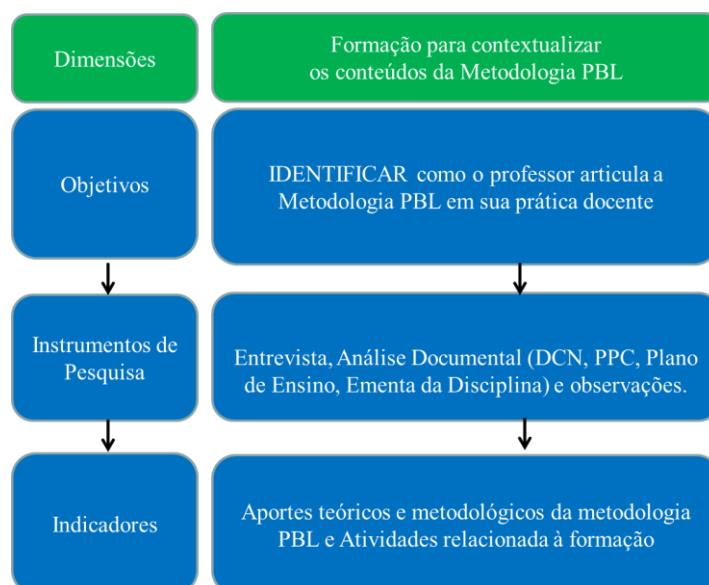 Dimensões
Formação para contextualizar
os conteúdos da Metodologia PBL
Objetivos
IDENTIFICAR como o professor articula a
Metodologia PBL em sua prática docente
Instrumentos de
Pesquisa
Entrevista, Análise Documental (DCN, PPC, Plano
de Ensino, Ementa da Disciplina) e observações.
Indicadores
Aportes teóricos e metodológicos da metodologia
PBL e Atividades relacionada à formação